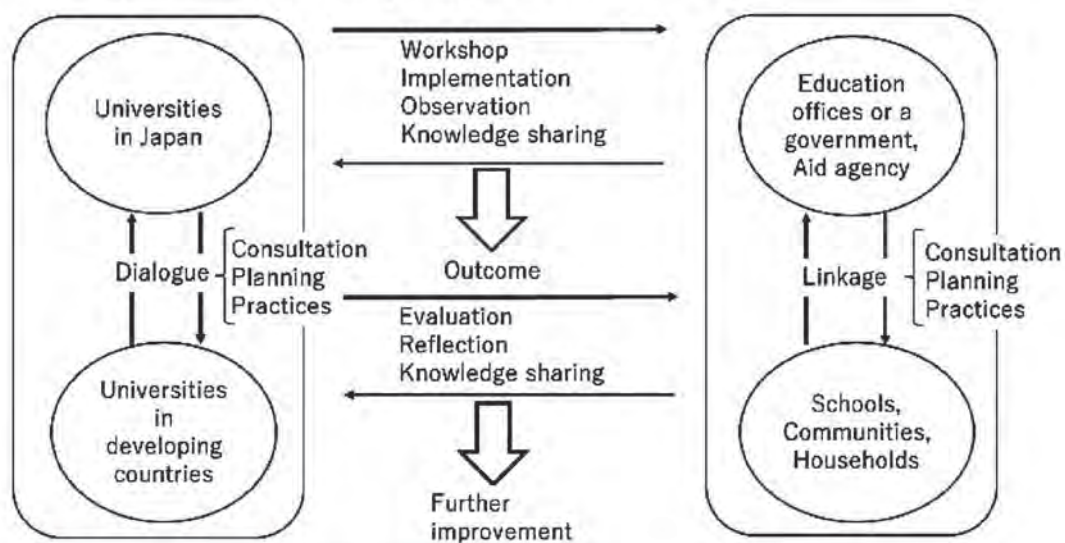 Universities
in Japan
Dialogue
Consultation
Planning
Practices
Universities
in
developing
countries
Workshop
Implementation
Observation
Knowledge sharing
Outcome
Evaluation
Reflection
Knowledge sharing
Further
improvement
Education
offices or a
government,
Aid agency
Linkage
Consultation
Planning
Practices
Schools,
Communities,
Households